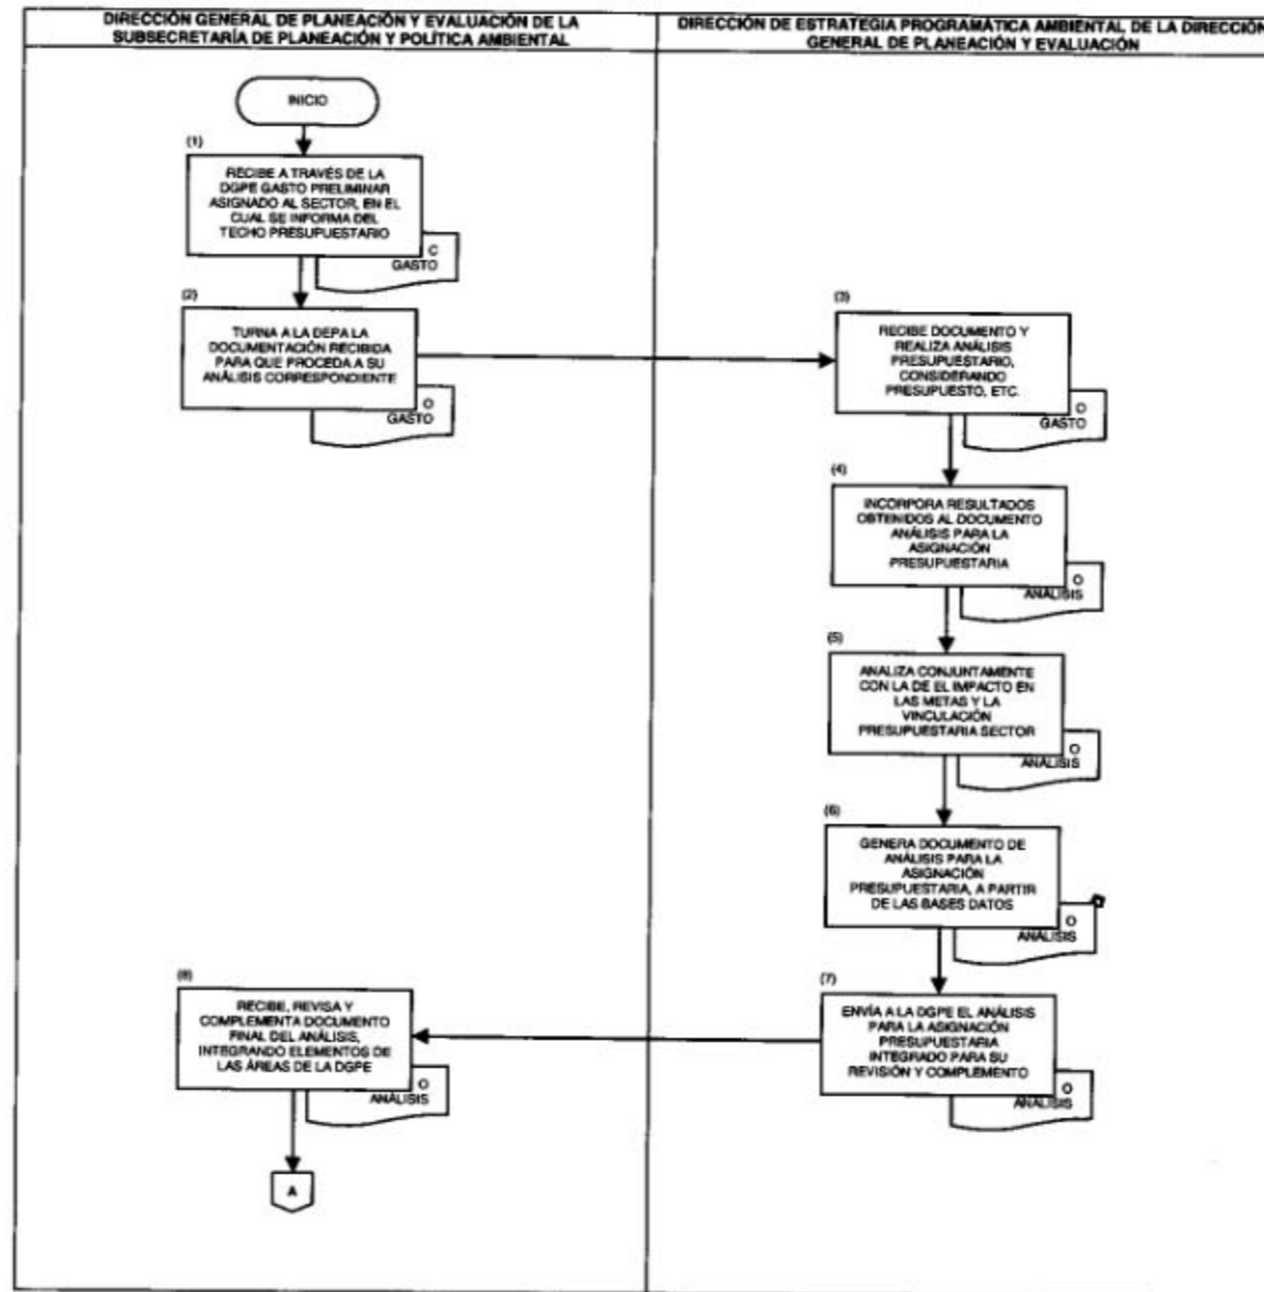 DIRECCIÓN GENERAL DE PLANEACIÓN Y EVALUACIÓN DE LA
SUBSECRETARÍA DE PLANEACIÓN Y POLÍTICA AMBIENTAL
DIRECCIÓN DE ESTRATEGIA PROGRAMÁTICA AMBIENTAL DE LA DIRECCIÓN
GENERAL DE PLANEACIÓN Y EVALUACIÓN
INICIO
(1)
RECIBE A TRAVÉS DE LA
DGPE GASTO PRELIMINAR
ASIGNADO AL SECTOR, EN EL
CUAL SE INFORMA DEL
TECHO PRESUPUESTARIO
C
GASTO
(2)
TURNA A LA DEPA LA
DOCUMENTACIÓN RECIBIDA
PARA QUE PROCEDA A SU
ANÁLISIS CORRESPONDIENTE
O
GASTO
(3)
RECIBE DOCUMENTO Y
REALIZA ANÁLISIS
PRESUPUESTARIO,
CONSIDERANDO
PRESUPUESTO, ETC.
O
GASTO
(4)
INCORPORA RESULTADOS
OBTENIDOS AL DOCUMENTO
ANÁLISIS PARA LA
ASIGNACIÓN
PRESUPUESTARIA
O
ANÁLISIS
(5)
ANALIZA CONJUNTAMENTE
CON LA DE EL IMPACTO EN
LAS METAS Y LA
VINCULACIÓN
PRESUPUESTARIA SECTOR
O
ANÁLISIS
(6)
GENERA DOCUMENTO DE
ANÁLISIS PARA LA
ASIGNACIÓN
PRESUPUESTARIA, A PARTIR
DE LAS BASES DATOS
O
ANÁLISIS
(7)
ENVÍA A LA DGPE EL ANÁLISIS
PARA LA ASIGNACIÓN
PRESUPUESTARIA
INTEGRADO PARA SU
REVISIÓN Y COMPLEMENTO
O
ANÁLISIS
(8)
RECIBE, REVISA Y
COMPLEMENTA DOCUMENTO
FINAL DEL ANÁLISIS,
INTEGRANDO ELEMENTOS DE
LAS ÁREAS DE LA DGPE
O
ANÁLISIS
A